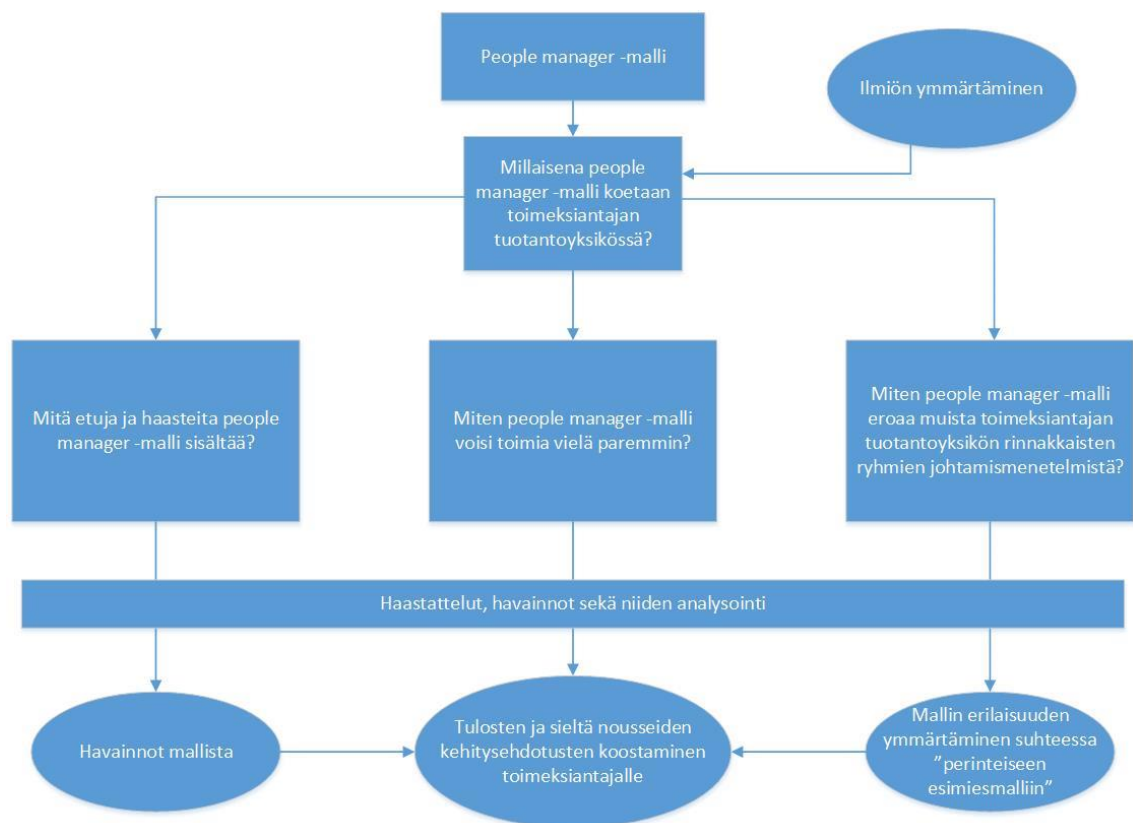 People manager -malli
Ilmiön ymmärtäminen
Millaisena people
manager -malli koetaan
toimeksiantajan
tuotantoyksikössä?
Mitä etuja ja haasteita people
manager -malli sisältää?
Miten people manager -malli
voisi toimia vielä paremmin?
Miten people manager -malli
eroaa muista toimeksiantajan
tuotantoyksikön rinnakkaisten
ryhmien johtamismenetelmistä?
Haastattelut, havainnot sekä niiden analysointi
Havainnot mallista
Tulosten ja sieltä nousseiden
kehitysehdotusten koostaminen
toimeksiantajalle
Mallin erilaisuuden
ymmärtäminen suhteessa
”perinteiseen
esimiesmalliin”